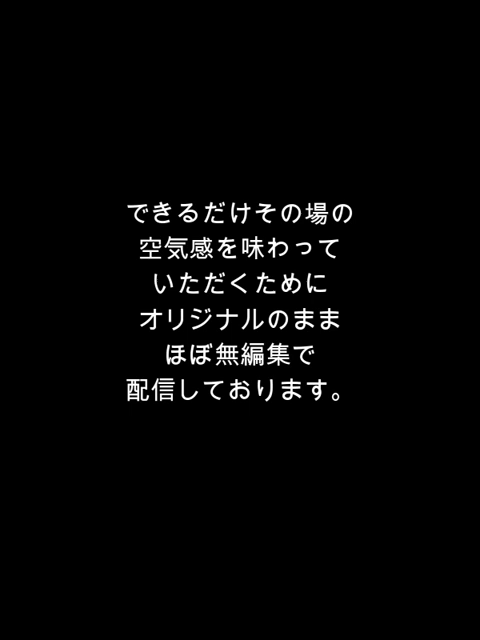 できるだけその場の
空気感を味わって
いただくために
オリジナルのまま
ほぼ無編集で
配信しております。